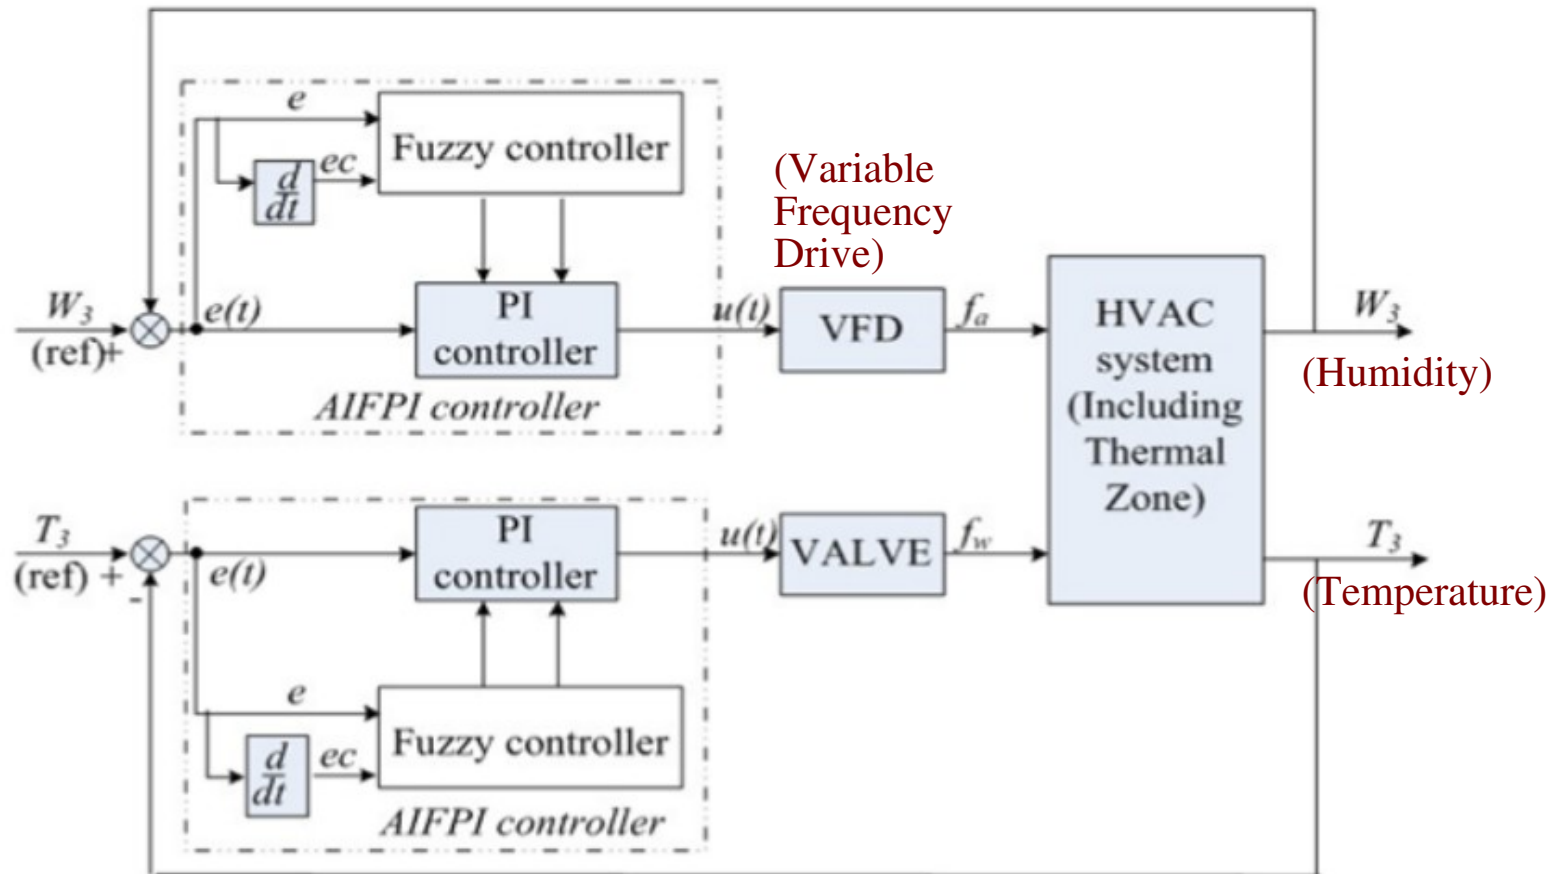 e
Fuzzy controller
ec
d
dt
(Variable
Frequency
Drive)
W3
(ref)+
e(t)
PI
controller
u(t)
VFD
fa
HVAC
system
(Including
Thermal
Zone)
W3
(Humidity)
AIFPI controller
T3
(ref) +
-
e(t)
PI
controller
u(t)
VALVE
fw
T3
(Temperature)
e
Fuzzy controller
ec
d
dt
AIFPI controller